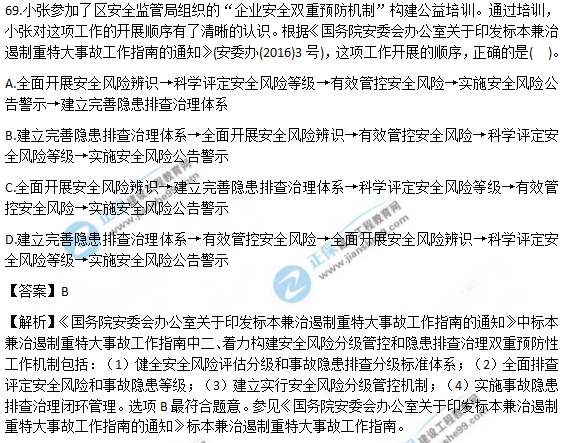 69.小张参加了区安全监管局组织的“企业安全双重预防机制”构建公益培训。通过培训，
小张对这项工作的开展顺序有了清晰的认识。根据《国务院安委会办公室关于印发标本兼治
遏制重特大事故工作指南的通知》(安委办(2016)3号)，这项工作开展的顺序，正确的是(　)。
A.全面开展安全风险辨识→科学评定安全风险等级→有效管控安全风险→实施安全风险公
告警示→建立完善隐患排查治理体系
B.建立完善隐患排查治理体系→全面开展安全风险辨识→有效管控安全风险→科学评定安
全风险等级→实施安全风险公告警示
C.全面开展安全风险辨识→建立完善隐患排查治理体系→科学评定安全风险等级→有效管
控安全风险→实施安全风险公告警示
D.建立完善隐患排查治理体系→有效管控安全风险→全面开展安全风险辨识→科学评定安
全风险等级→实施安全风险公告警示
【答案】B
【解析】《国务院安委会办公室关于印发标本兼治遏制重特大事故工作指南的通知》中标本
兼治遏制重特大事故工作指南中二、着力构建安全风险分级管控和隐患排查治理双重预防性
工作机制包括：（1）健全安全风险评估分级和事故隐患排查分级标准体系；（2）全面排查
评定安全风险和事故隐患等级；（3）建立实行安全风险分级管控机制；（4）实施事故隐患
排查治理闭环管理。选项B最符合题意。参见《国务院安委会办公室关于印发标本兼治遏制
重特大事故工作指南的通知》标本兼治遏制重特大事故工作指南。
正保建设工程教育网
www.jianshe99.com
正保建设工程教育网
www.jianshe99.com